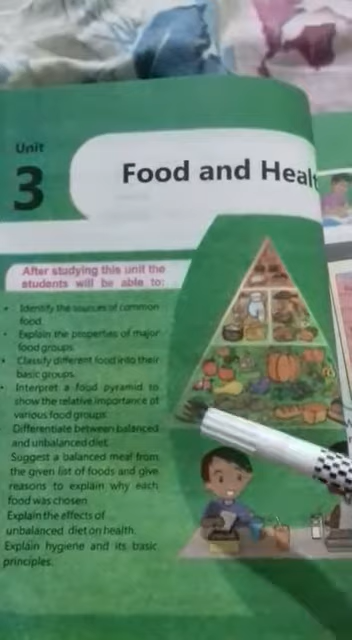 Unit
3
Food and Healt
After studying this unit the
students will be able to:
• Identify the sources of common
food.
• Explain the properties of major
food groups.
• Classify different food into their
basic groups.
• Interpret a food pyramid to
show the relative importance of
various food groups.
Differentiate between balanced
and unbalanced diet.
Suggest a balanced meal from
the given list of foods and give
reasons to explain why each
food was chosen.
Explain the effects of
unbalanced diet on health.
Explain hygiene and its basic
principles.